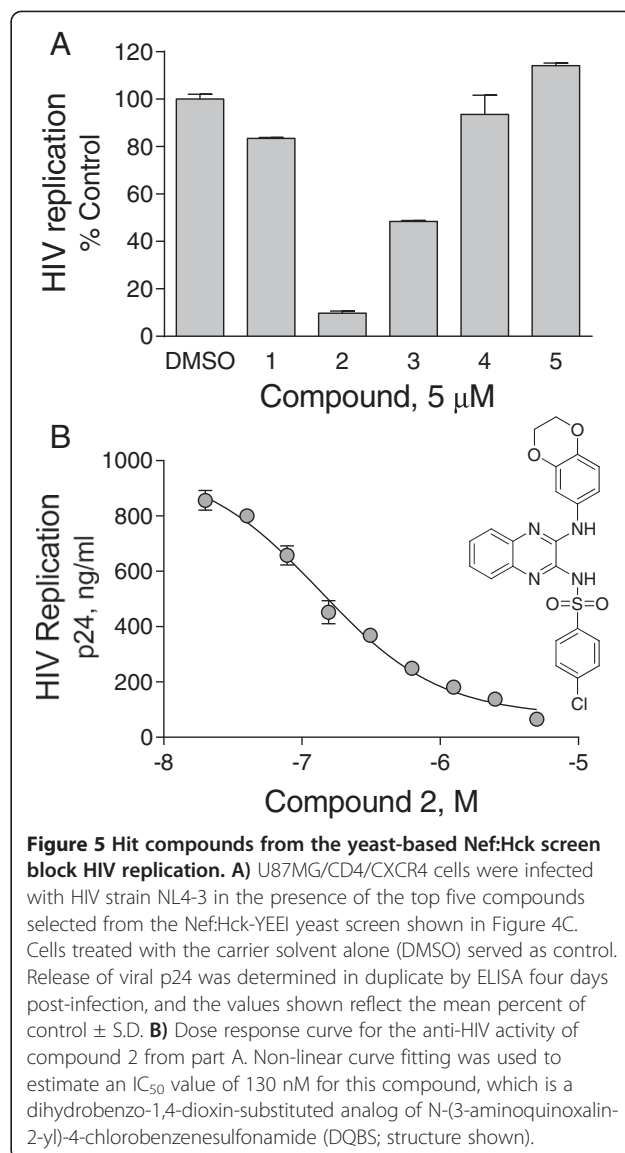 A
120
100
80
60
40
20
0
HIV replication
% Control
DMSO 1 2 3 4 5
Compound, 5 μM
B
1000
800
600
400
200
0
HIV Replication
p24, ng/ml
-8 -7 -6 -5
Compound 2, M
O
O
N
NH
N
NH
O=S=O
Cl
Figure 5 Hit compounds from the yeast-based Nef:Hck screen
block HIV replication. A) U87MG/CD4/CXCR4 cells were infected
with HIV strain NL4-3 in the presence of the top five compounds
selected from the Nef:Hck-YEEI yeast screen shown in Figure 4C.
Cells treated with the carrier solvent alone (DMSO) served as control.
Release of viral p24 was determined in duplicate by ELISA four days
post-infection, and the values shown reflect the mean percent of
control ± S.D. B) Dose response curve for the anti-HIV activity of
compound 2 from part A. Non-linear curve fitting was used to
estimate an IC50 value of 130 nM for this compound, which is a
dihydrobenzo-1,4-dioxin-substituted analog of N-(3-aminoquinoxalin-
2-yl)-4-chlorobenzenesulfonamide (DQBS; structure shown).